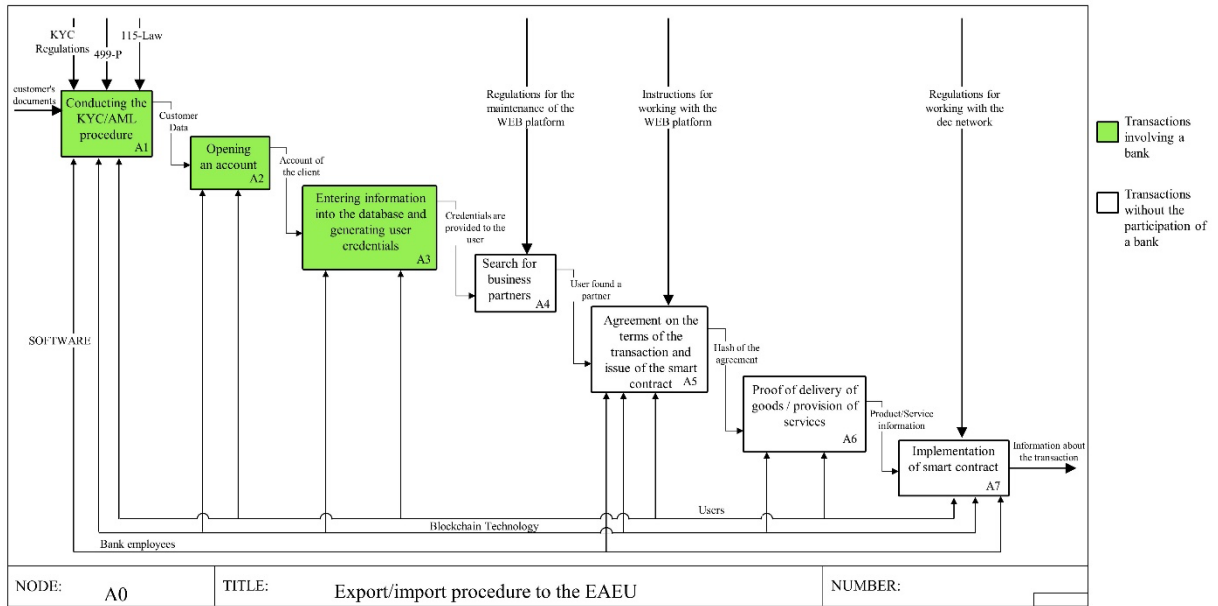 KYC
Regulations
499-P
115-Law
customer's
documents
Conducting the
KYC/AML
procedure
A1
Customer
Data
Opening
an account
A2
Account of
the client
Entering information
into the database and
generating user
credentials
A3
Credentials are
provided to the
user
Regulations for the
maintenance of the
WEB platform
Search for
business
partners
A4
User found a
partner
Instructions for
working with the
WEB platform
Agreement on the
terms of the
transaction and
issue of the smart
contract
A5
Hash of the
agreement
Proof of delivery of
goods / provision of
services
A6
Product/Service
information
Regulations for
working with the
dec network
Implementation
of smart contract
A7
Information about
the transaction
SOFTWARE
Users
Blockchain Technology
Bank employees
Transactions
involving a
bank
Transactions
without the
participation of
a bank
NODE:
A0
TITLE:
Export/import procedure to the EAEU
NUMBER: